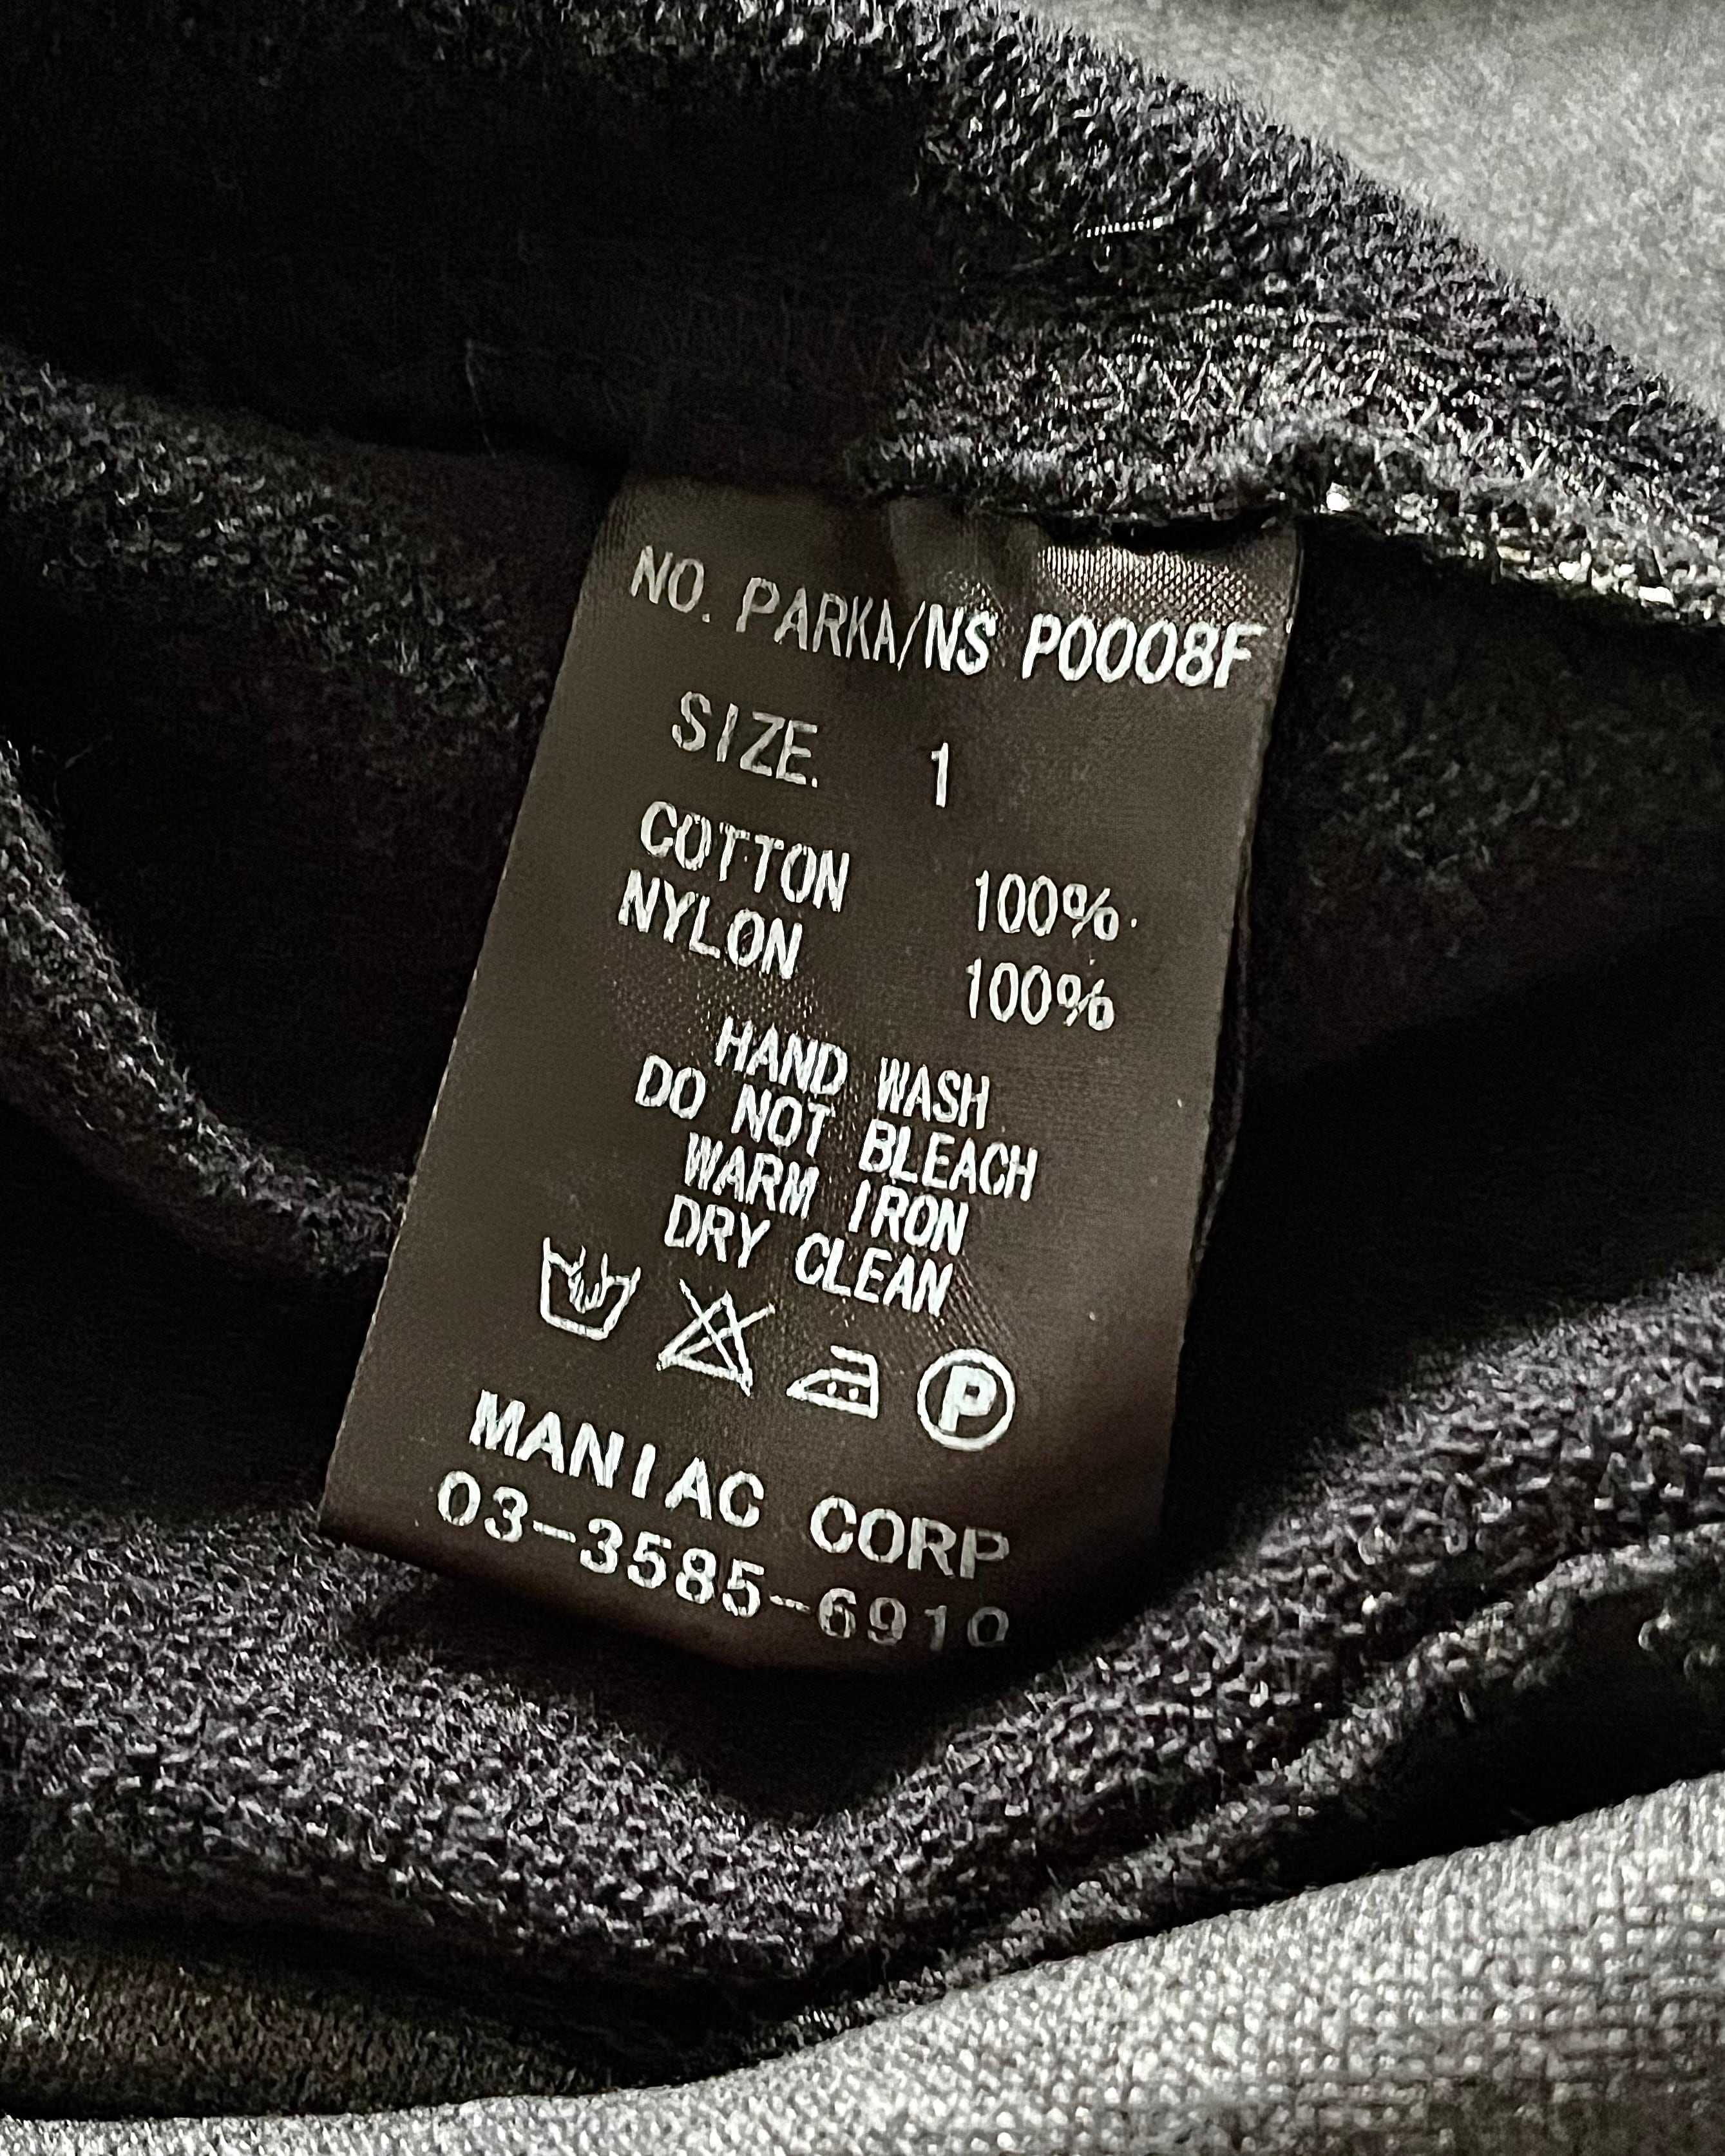 NO. PARKA/NS P0008F
SIZE. 1
COTTON 100%
NYLON 100%
HAND WASH
DO NOT BLEACH
WARM IRON
DRY CLEAN
P
MANIAC CORP
03-3585-6910